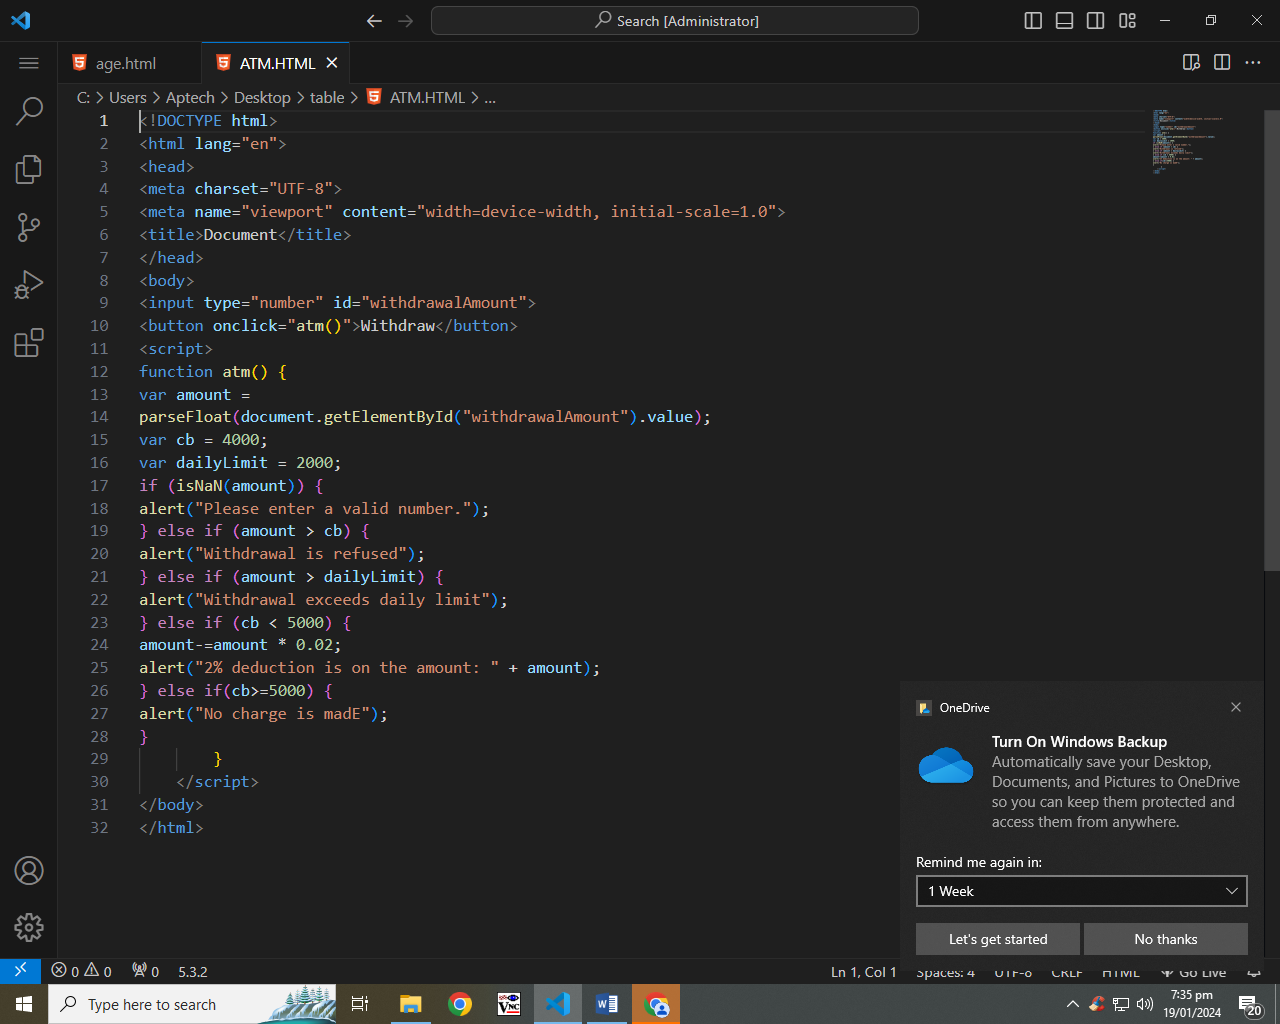 Search [Administrator]
age.html
ATM.HTML
C: > Users > Aptech > Desktop > table > ATM.HTML > ...
1 <!DOCTYPE html>
2 <html lang="en">
3 <head>
4 <meta charset="UTF-8">
5 <meta name="viewport" content="width=device-width, initial-scale=1.0">
6 <title>Document</title>
7 </head>
8 <body>
9 <input type="number" id="withdrawalAmount">
10 <button onclick="atm()">Withdraw</button>
11 <script>
12 function atm() {
13 var amount =
14 parseFloat(document.getElementById("withdrawalAmount").value);
15 var cb = 4000;
16 var dailyLimit = 2000;
17 if (isNaN(amount)) {
18 alert("Please enter a valid number.");
19 } else if (amount > cb) {
20 alert("Withdrawal is refused");
21 } else if (amount > dailyLimit) {
22 alert("Withdrawal exceeds daily limit");
23 } else if (cb < 5000) {
24 amount-=amount * 0.02;
25 alert("2% deduction is on the amount: " + amount);
26 } else if(cb>=5000) {
27 alert("No charge is madE");
28 }
29 }
30 </script>
31 </body>
32 </html>
OneDrive
Turn On Windows Backup
Automatically save your Desktop,
Documents, and Pictures to OneDrive
so you can keep them protected and
access them from anywhere.
Remind me again in:
1 Week
Let's get started
No thanks
0 0 0 5.3.2
Ln 1, Col 1 Spaces: 4 UTF-8 CRLF HTML Go Live
Type here to search
VNC
7:35 pm
19/01/2024
20